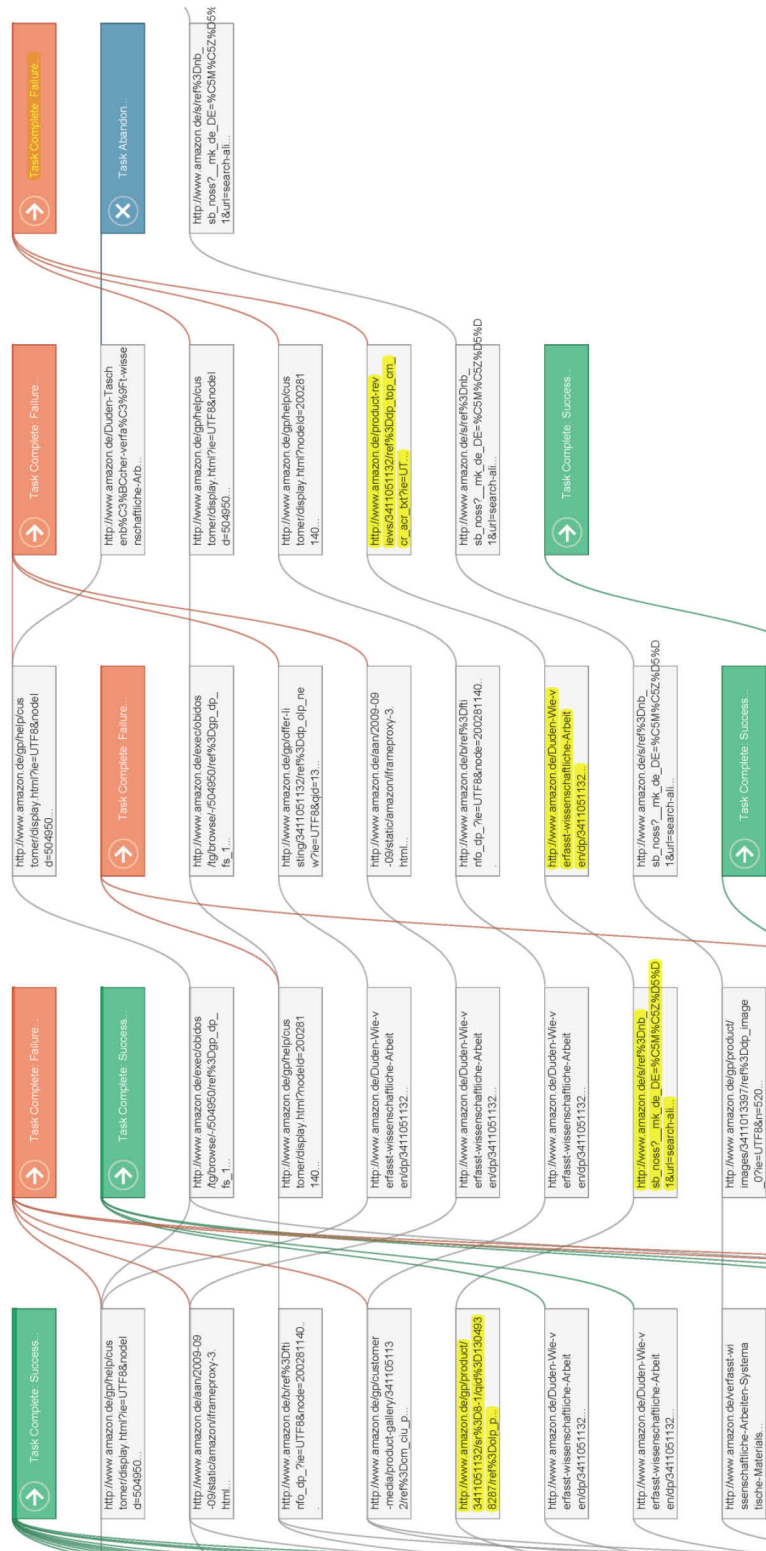 Task Complete: Success...
http://www.amazon.de/gp/help/cus
tomer/display.html?ie=UTF8&nodeI
d=504950...
http://www.amazon.de/aan/2009-09
-09/static/amazon/iframeproxy-3.
html...
http://www.amazon.de/b/ref%3Dfti
nfo_dp_?ie=UTF8&node=200281140..
.
http://www.amazon.de/gp/customer
-media/product-gallery/341105113
2/ref%3Dcm_ciu_p...
http://www.amazon.de/gp/product/
3411051132/sr%3D8-1/qid%3D130493
8287/ref%3Dolp_p...
http://www.amazon.de/Duden-Wie-v
erfasst-wissenschaftliche-Arbeit
en/dp/3411051132...
http://www.amazon.de/Duden-Wie-v
erfasst-wissenschaftliche-Arbeit
en/dp/3411051132...
http://www.amazon.de/verfasst-wi
ssenschaftliche-Arbeiten-Systema
tische-Materials...
Task Complete: Failure...
Task Complete: Success...
http://www.amazon.de/exec/obidos
/tg/browse/-/504950/ref%3Dgp_dp_
fs_1...
http://www.amazon.de/gp/help/cus
tomer/display.html?nodeId=200281
140...
http://www.amazon.de/Duden-Wie-v
erfasst-wissenschaftliche-Arbeit
en/dp/3411051132...
http://www.amazon.de/Duden-Wie-v
erfasst-wissenschaftliche-Arbeit
en/dp/3411051132...
http://www.amazon.de/Duden-Wie-v
erfasst-wissenschaftliche-Arbeit
en/dp/3411051132...
http://www.amazon.de/s/ref%3Dnb_
sb_noss?__mk_de_DE=%C5M%C5Z%D5%D
1&url=search-ali...
http://www.amazon.de/gp/product/
images/3411013397/ref%3Ddp_image
_0?ie=UTF8&n=520...
http://www.amazon.de/gp/help/cus
tomer/display.html?ie=UTF8&nodeI
d=504950...
Task Complete: Failure...
http://www.amazon.de/exec/obidos
/tg/browse/-/504950/ref%3Dgp_dp_
fs_1...
http://www.amazon.de/gp/offer-li
sting/3411051132/ref%3Ddp_olp_ne
w?ie=UTF8&qid=13...
http://www.amazon.de/aan/2009-09
-09/static/amazon/iframeproxy-3.
html...
http://www.amazon.de/b/ref%3Dfti
nfo_dp_?ie=UTF8&node=200281140..
.
http://www.amazon.de/Duden-Wie-v
erfasst-wissenschaftliche-Arbeit
en/dp/3411051132...
http://www.amazon.de/s/ref%3Dnb_
sb_noss?__mk_de_DE=%C5M%C5Z%D5%D
1&url=search-ali...
Task Complete: Success...
Task Complete: Failure...
http://www.amazon.de/Duden-Tasch
enb%C3%BCcher-verfa%C3%9Ft-wisse
nschaftliche-Arb...
http://www.amazon.de/gp/help/cus
tomer/display.html?ie=UTF8&nodeI
d=504950...
http://www.amazon.de/gp/help/cus
tomer/display.html?nodeId=200281
140...
http://www.amazon.de/product-rev
iews/3411051132/ref%3Ddp_top_cm_
cr_acr_txt?ie=UT...
http://www.amazon.de/s/ref%3Dnb_
sb_noss?__mk_de_DE=%C5M%C5Z%D5%D
1&url=search-ali...
Task Complete: Success...
Task Complete: Failure...
Task Abandon...
http://www.amazon.de/s/ref%3Dnb_
sb_noss?__mk_de_DE=%C5M%C5Z%D5%
1&url=search-ali...